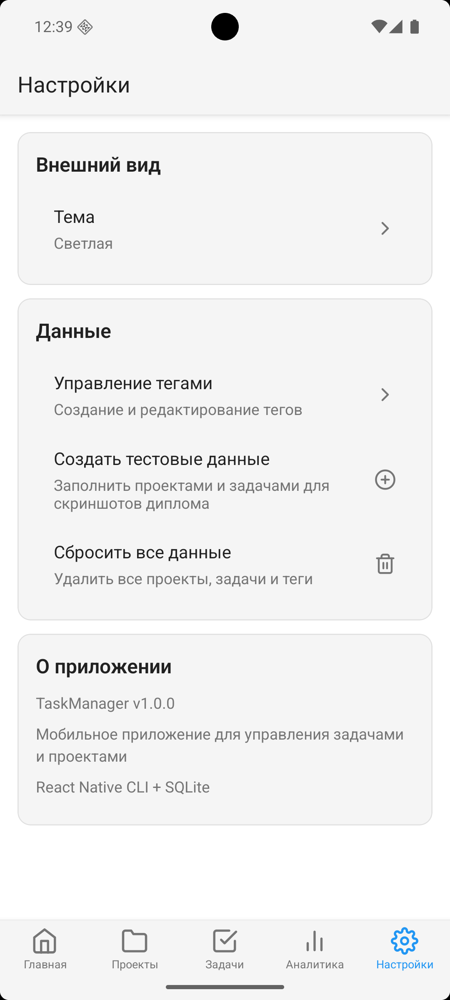 12:39
Настройки
Внешний вид
Тема
Светлая
Данные
Управление тегами
Создание и редактирование тегов
Создать тестовые данные
Заполнить проектами и задачами для
скриншотов диплома
Сбросить все данные
Удалить все проекты, задачи и теги
О приложении
TaskManager v1.0.0
Мобильное приложение для управления задачами
и проектами
React Native CLI + SQLite
Главная
Проекты
Задачи
Аналитика
Настройки